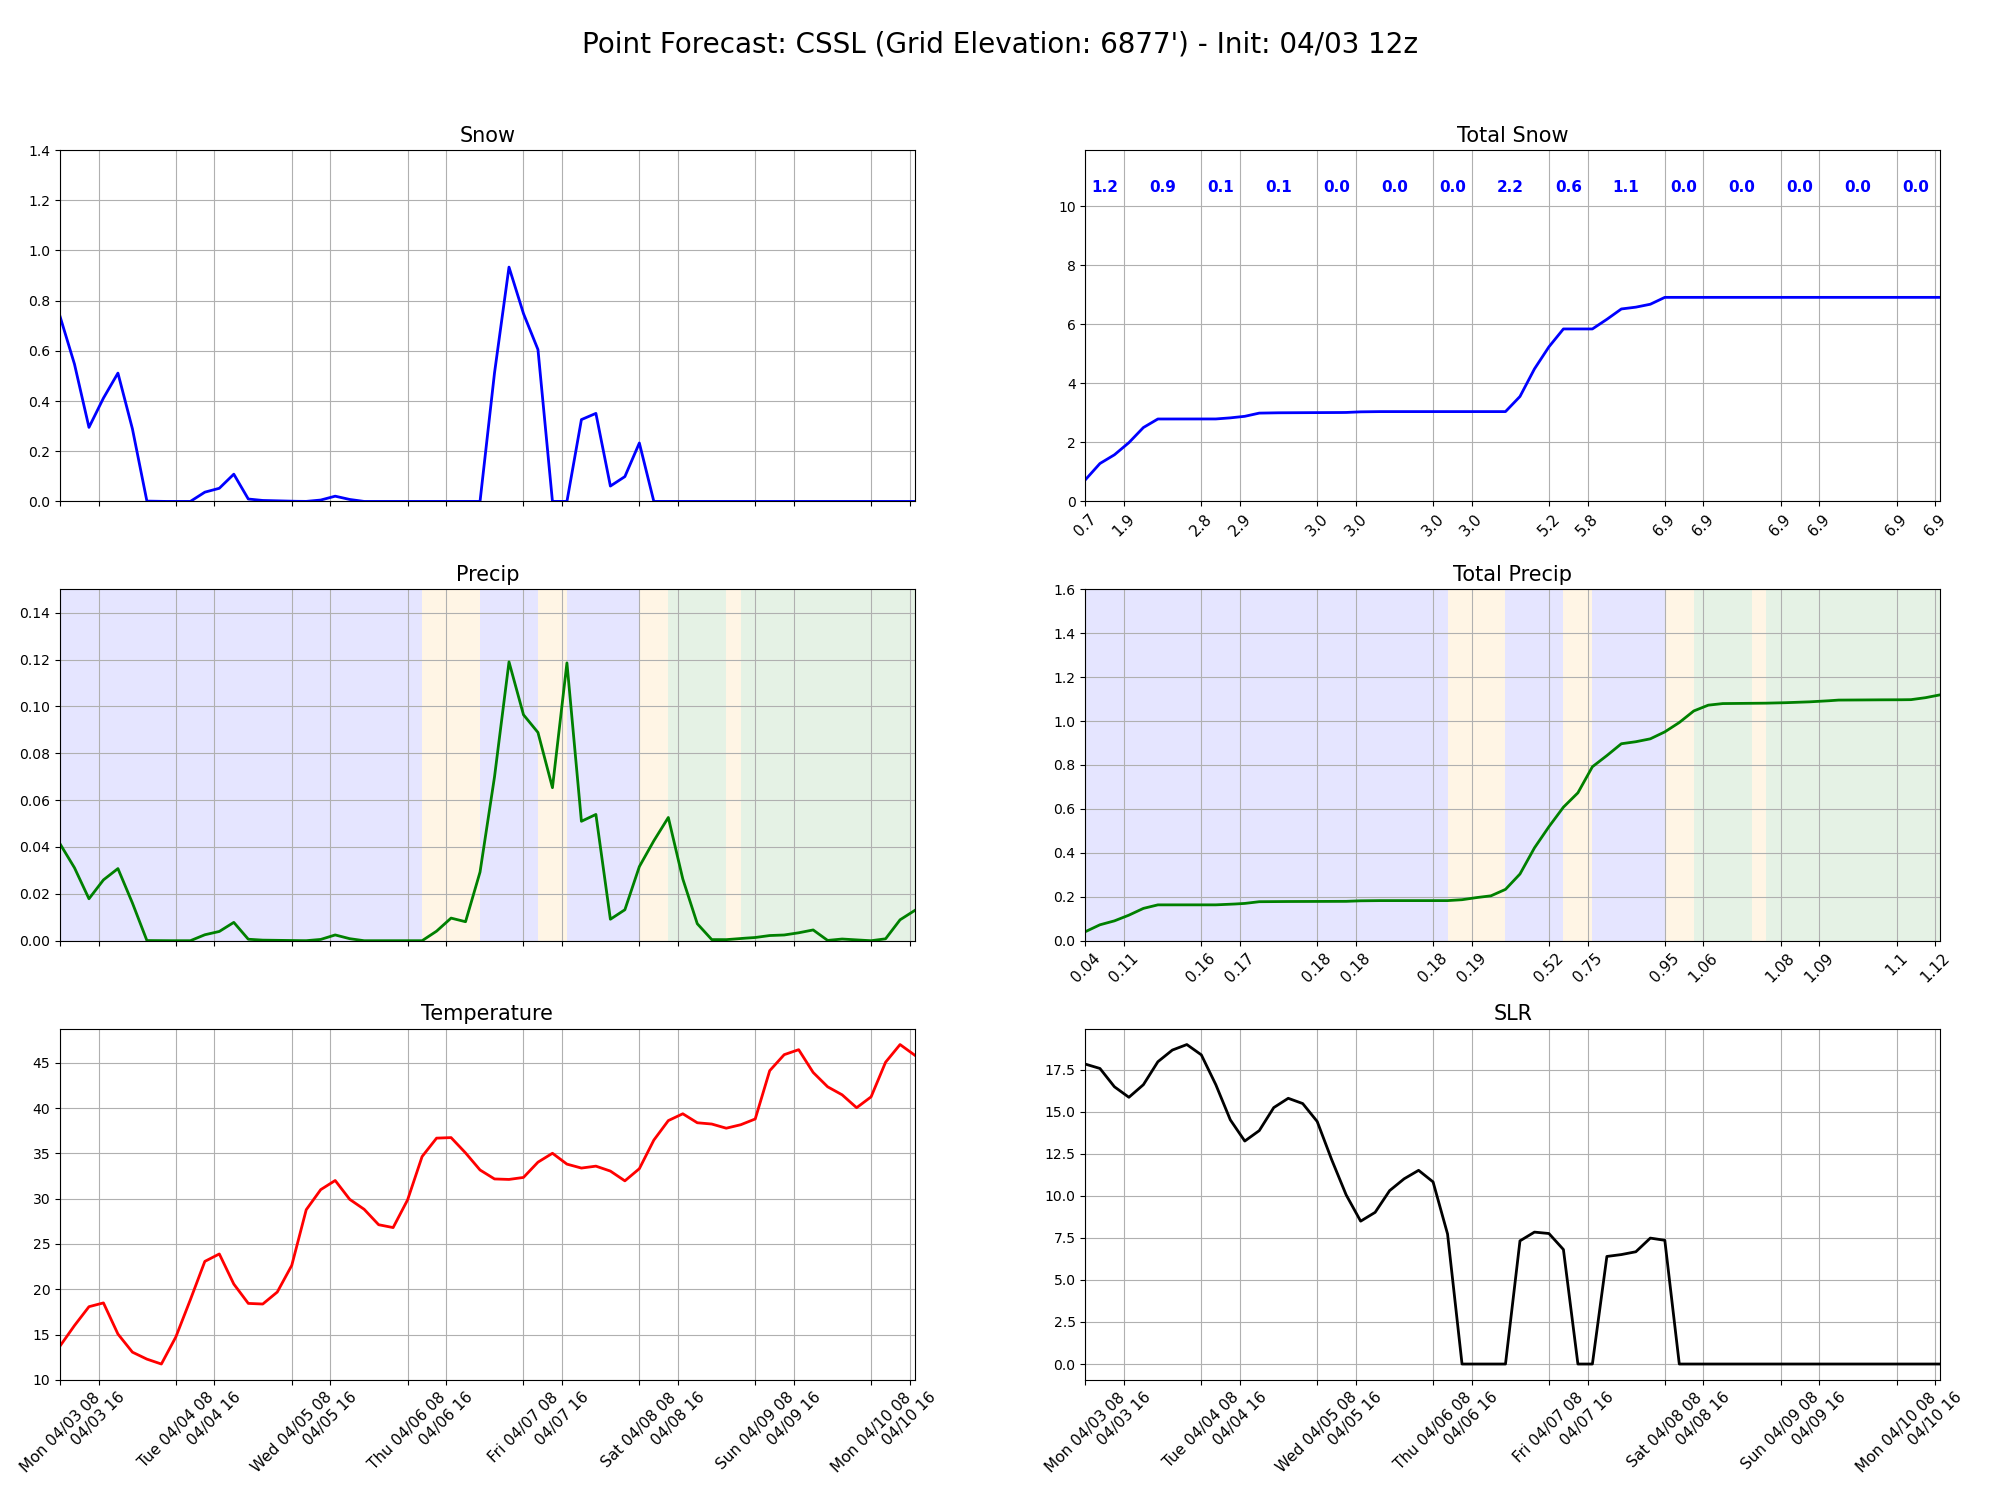 Point Forecast: CSSL (Grid Elevation: 6877') - Init: 04/03 12z
Snow
1.4
1.2
1.0
0.8
0.6
0.4
0.2
0.0
Total Snow
1.2 0.9 0.1 0.1 0.0 0.0 0.0 2.2 0.6 1.1 0.0 0.0 0.0 0.0 0.0
10
8
6
4
2
0
0.7 1.9 2.8 2.9 3.0 3.0 3.0 3.0 5.2 5.8 6.9 6.9 6.9 6.9 6.9 6.9
Precip
0.14
0.12
0.10
0.08
0.06
0.04
0.02
0.00
Total Precip
1.6
1.4
1.2
1.0
0.8
0.6
0.4
0.2
0.0
0.04 0.11 0.16 0.17 0.18 0.18 0.18 0.19 0.52 0.75 0.95 1.06 1.08 1.09 1.1 1.12
Temperature
45
40
35
30
25
20
15
10
Mon 04/03 08
04/03 16
Tue 04/04 08
04/04 16
Wed 04/05 08
04/05 16
Thu 04/06 08
04/06 16
Fri 04/07 08
04/07 16
Sat 04/08 08
04/08 16
Sun 04/09 08
04/09 16
Mon 04/10 08
04/10 16
SLR
17.5
15.0
12.5
10.0
7.5
5.0
2.5
0.0
Mon 04/03 08
04/03 16
Tue 04/04 08
04/04 16
Wed 04/05 08
04/05 16
Thu 04/06 08
04/06 16
Fri 04/07 08
04/07 16
Sat 04/08 08
04/08 16
Sun 04/09 08
04/09 16
Mon 04/10 08
04/10 16